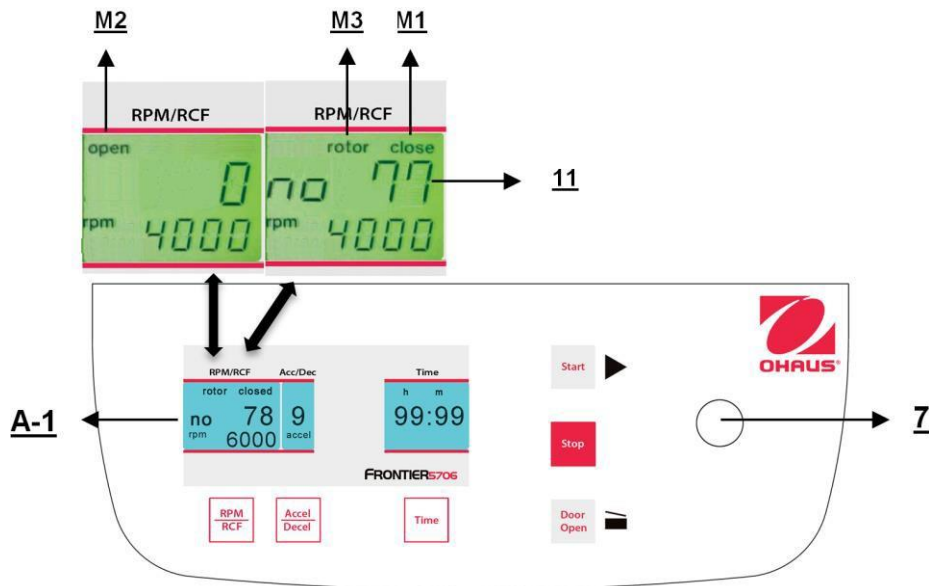 M2 M3 M1
RPM/RCF RPM/RCF
open rotor close
0 no 77 11
rpm 4000 rpm 4000
OHAUS®
RPM/RCF Acc/Dec Time
rotor closed h m
no 78 9 99:99
rpm 6000 accel
FRONTIER5706
A-1
7
Start
Stop
Door
Open
RPM
RCF
Accel
Decel
Time